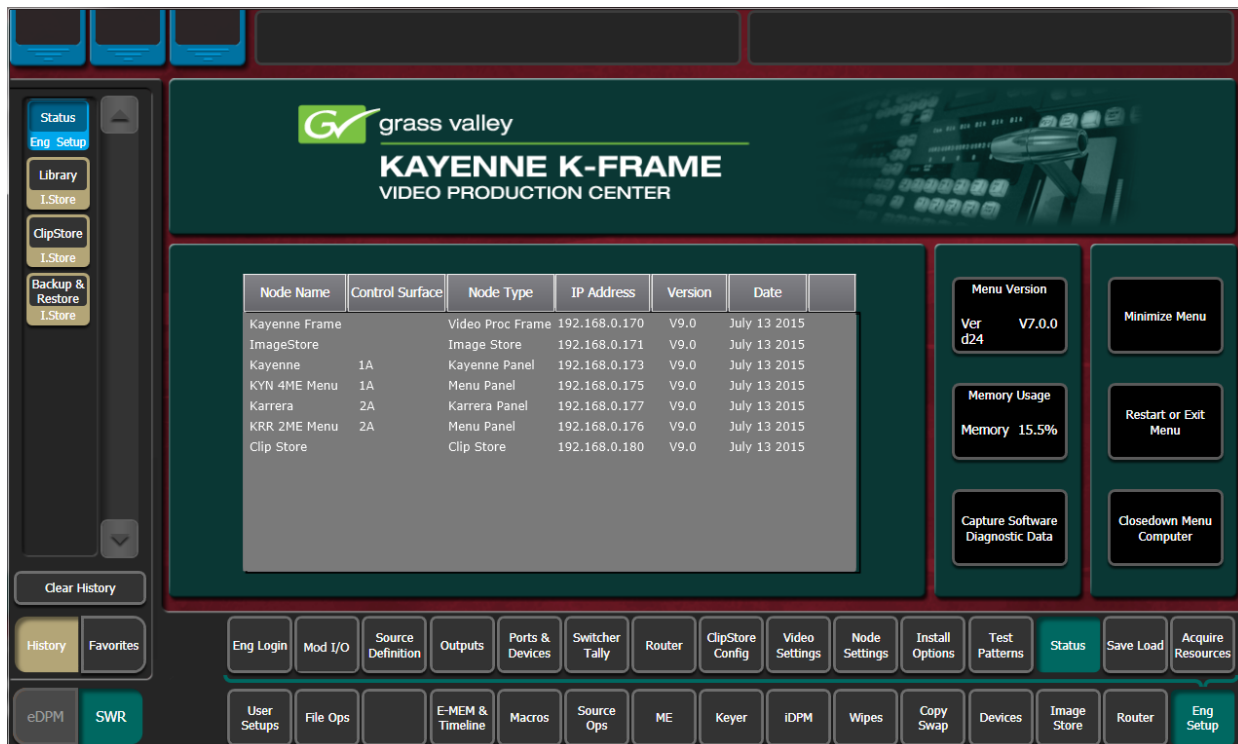 Status
Eng Setup
Library
I.Store
ClipStore
I.Store
Backup &
Restore
I.Store
Clear History
History Favorites
eDPM SWR
grass valley
KAYENNE K-FRAME
VIDEO PRODUCTION CENTER
Node Name Control Surface Node Type IP Address Version Date
Kayenne Frame Video Proc Frame 192.168.0.170 V9.0 July 13 2015
ImageStore Image Store 192.168.0.171 V9.0 July 13 2015
Kayenne 1A Kayenne Panel 192.168.0.173 V9.0 July 13 2015
KYN 4ME Menu 1A Menu Panel 192.168.0.175 V9.0 July 13 2015
Karrera 2A Karrera Panel 192.168.0.177 V9.0 July 13 2015
KRR 2ME Menu 2A Menu Panel 192.168.0.176 V9.0 July 13 2015
Clip Store Clip Store 192.168.0.180 V9.0 July 13 2015
Menu Version
Ver V7.0.0
d24
Memory Usage
Memory 15.5%
Capture Software
Diagnostic Data
Minimize Menu
Restart or Exit
Menu
Closedown Menu
Computer
Eng Login
Mod I/O
Source
Definition
Outputs
Ports &
Devices
Switcher
Tally
Router
ClipStore
Config
Video
Settings
Node
Settings
Install
Options
Test
Patterns
Status
Save Load
Acquire
Resources
User
Setups
File Ops
E-MEM &
Timeline
Macros
Source
Ops
ME
Keyer
iDPM
Wipes
Copy
Swap
Devices
Image
Store
Router
Eng
Setup